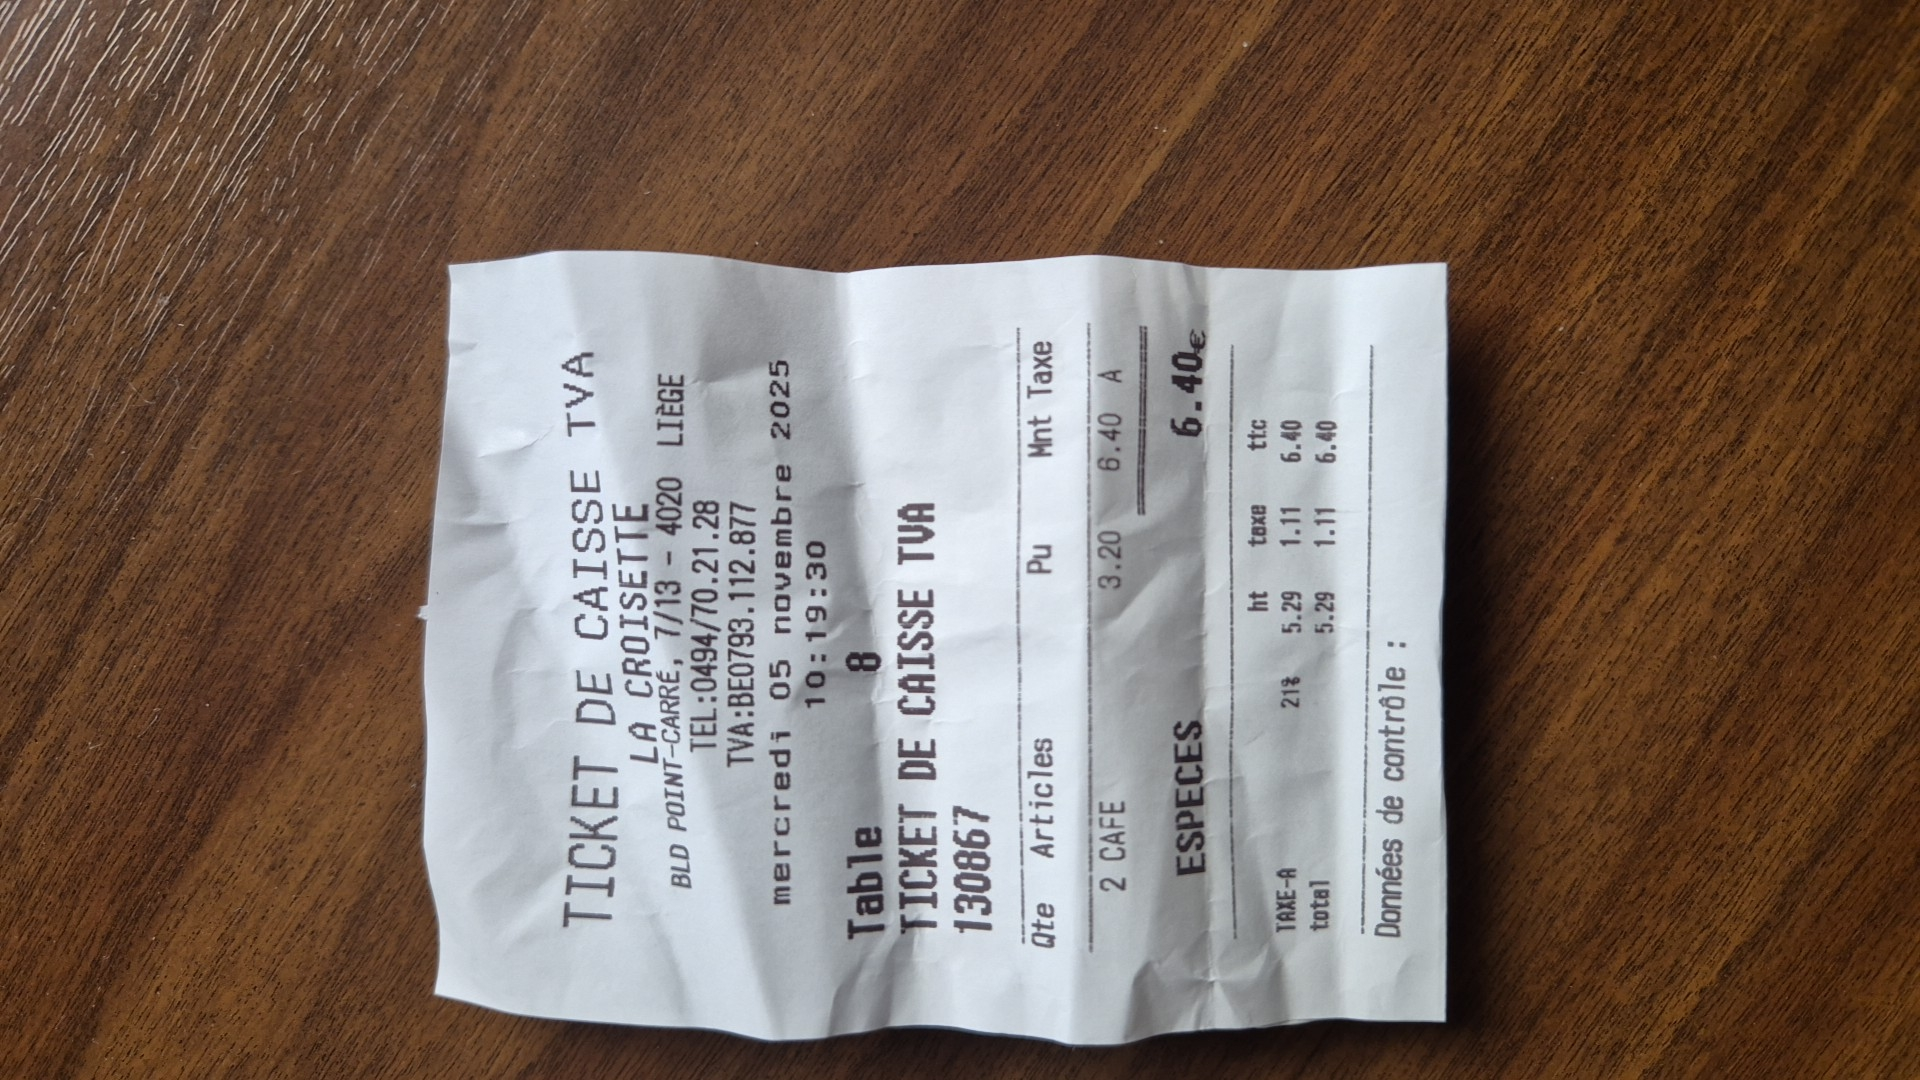 TICKET DE CAISSE TVA
LA CROISETTE
BLD POINT-CARRÉ, 7/13 - 4020 LIÈGE
TEL:0494/70.21.28
TVA:BE0793.112.877
mercredi 05 novembre 2025
10:19:30
Table 8
TICKET DE CAISSE TVA
130867
Qte Articles Pu Mnt Taxe
2 CAFE 3.20 6.40 A
ESPECES 6.40€
ht taxe ttc
TAXE-A 21% 5.29 1.11 6.40
total 5.29 1.11 6.40
Données de contrôle :